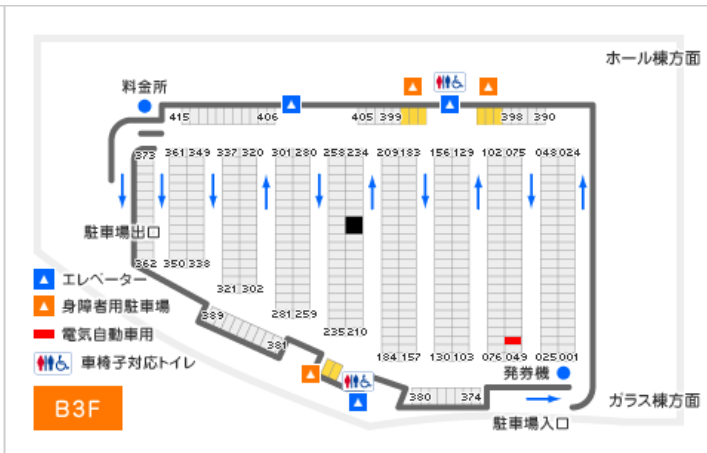 ホール棟方面
料金所
415 406 405 399 398 390
373 361 349 337 320 301 280 258 234 209 183 156 129 102 075 048 024
駐車場出口
362 350 338
エレベーター
321 302
身障者用駐車場
389
281 259
電気自動車用
235 210
381
184 157 130 103 076 049 025 001
車椅子対応トイレ
発券機
B3F
380 374
ガラス棟方面
駐車場入口